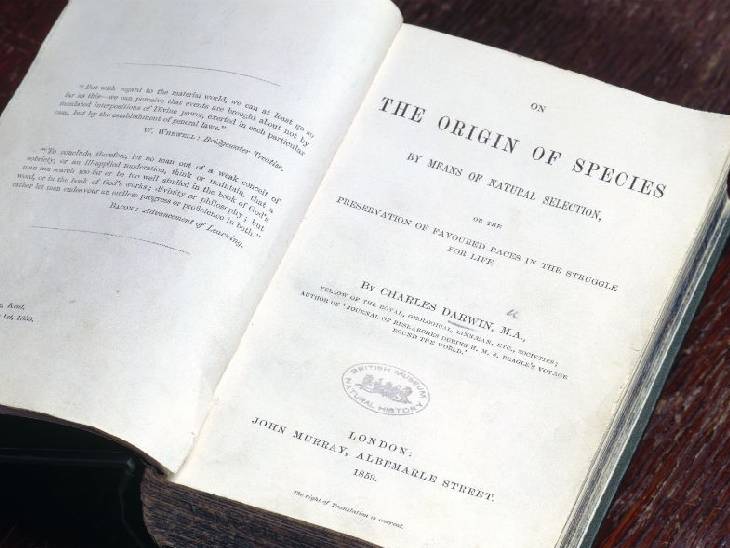 "But with regard to the material world, we can at least go so
far as this—we can perceive that events are brought about not by
insulated interpositions of Divine power, exerted in each particular
case, but by the establishment of general laws."
W. WHEWELL: Bridgewater Treatise.
"To conclude, therefore, let no man out of a weak conceit of
sobriety, or an ill-applied moderation, think or maintain, that a
man can search too far or be too well studied in the book of God's
word, or in the book of God's works; divinity or philosophy; but
rather let men endeavour an endless progress or proficience in both."
BACON: Advancement of Learning.
Kent,
1st, 1859.
ON
THE ORIGIN OF SPECIES
BY MEANS OF NATURAL SELECTION,
OR THE
PRESERVATION OF FAVOURED RACES IN THE STRUGGLE
FOR LIFE
BY CHARLES DARWIN, M.A.,
FELLOW OF THE ROYAL, GEOLOGICAL, LINNÆAN, ETC., SOCIETIES;
AUTHOR OF 'JOURNAL OF RESEARCHES DURING H. M. S. BEAGLE'S VOYAGE
ROUND THE WORLD.'
BRITISH MUSEUM
NATURAL HISTORY
LONDON:
JOHN MURRAY, ALBEMARLE STREET.
1859.
The right of Translation is reserved.